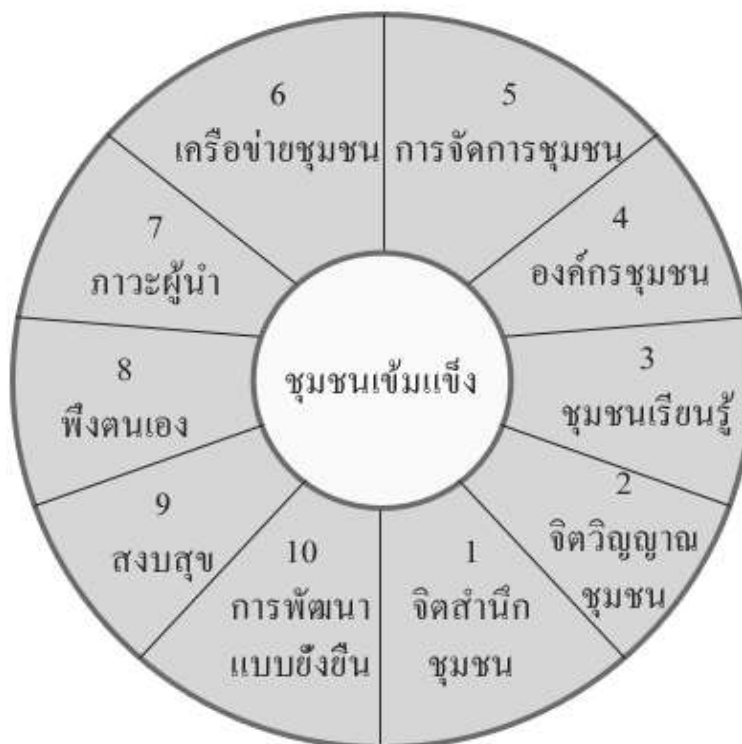 6
เครือข่ายชุมชน
5
การจัดการชุมชน
7
ภาวะผู้นำ
4
องค์กรชุมชน
ชุมชนเข้มแข็ง
8
พึ่งตนเอง
3
ชุมชนเรียนรู้
9
สงบสุข
2
จิตวิญญาณ
ชุมชน
10
การพัฒนา
แบบยั่งยืน
1
จิตสำนึก
ชุมชน